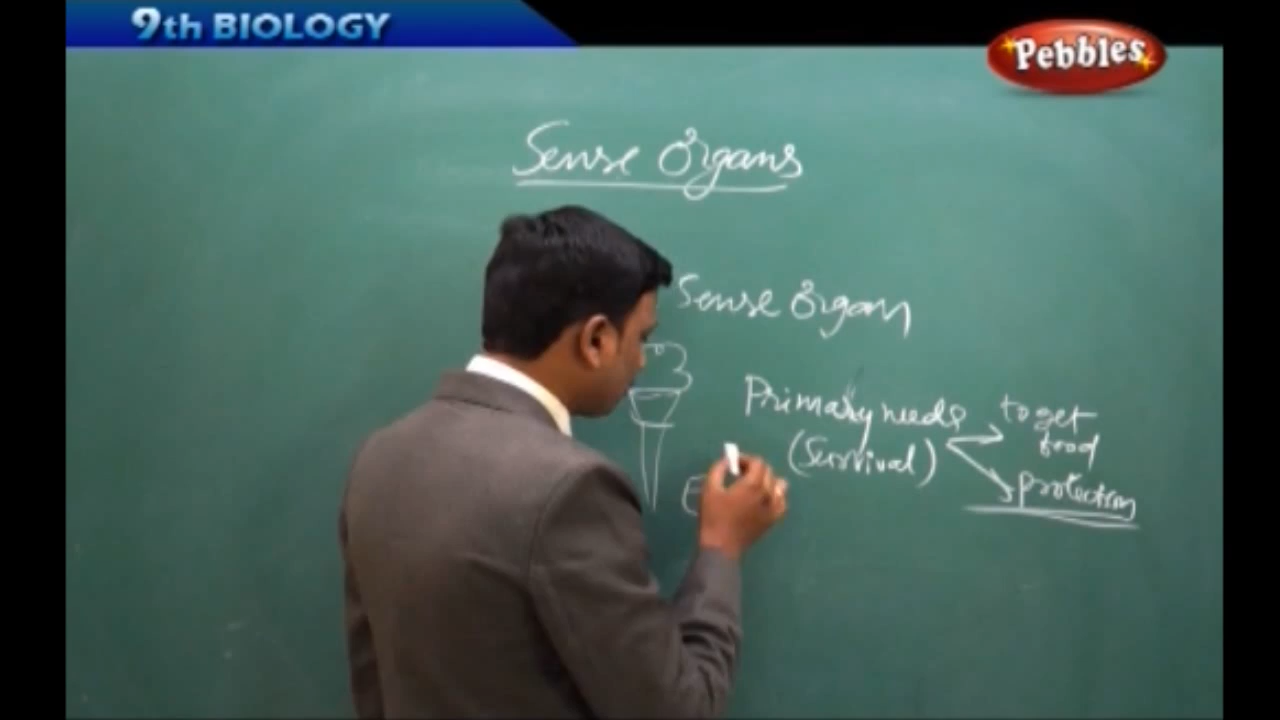 9th BIOLOGY
Pebbles
Sense Organs
Sense Organ
Primary needs
(Survival)
to get
food
protection